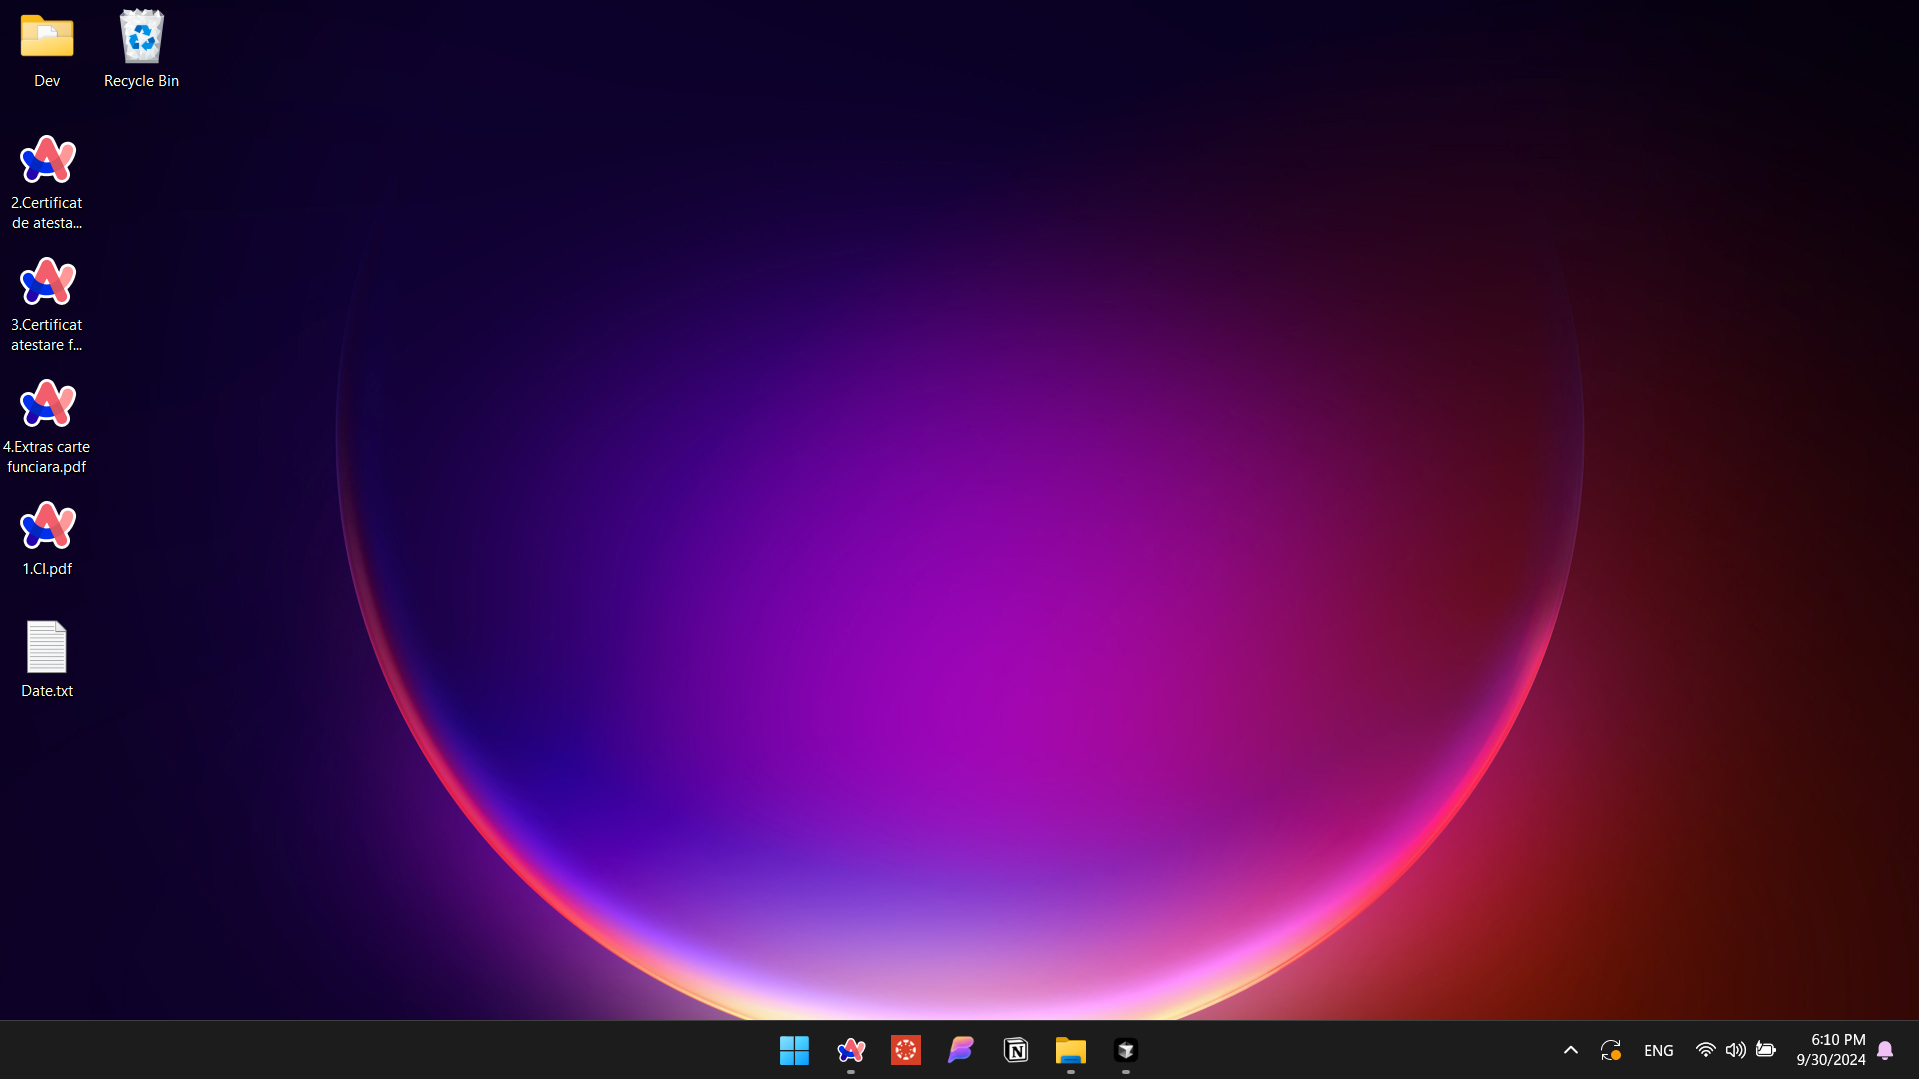 Dev
Recycle Bin
2.Certificat
de atesta...
3.Certificat
atestare f...
4.Extras carte
funciara.pdf
1.CI.pdf
Date.txt
ENG
6:10 PM
9/30/2024